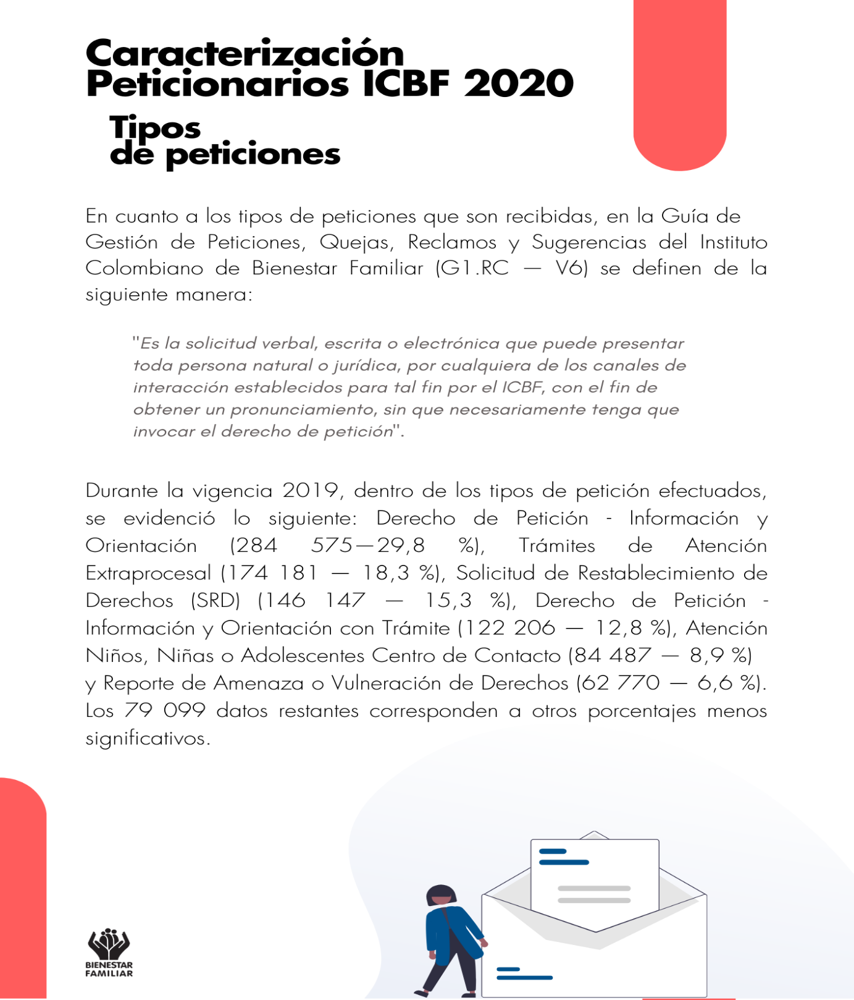 Caracterización
Peticionarios ICBF 2020
Tipos
de peticiones
En cuanto a los tipos de peticiones que son recibidas, en la Guía de
Gestión de Peticiones, Quejas, Reclamos y Sugerencias del Instituto
Colombiano de Bienestar Familiar (G1.RC — V6) se definen de la
siguiente manera:
"Es la solicitud verbal, escrita o electrónica que puede presentar
toda persona natural o jurídica, por cualquiera de los canales de
interacción establecidos para tal fin por el ICBF, con el fin de
obtener un pronunciamiento, sin que necesariamente tenga que
invocar el derecho de petición".
Durante la vigencia 2019, dentro de los tipos de petición efectuados,
se evidenció lo siguiente: Derecho de Petición - Información y
Orientación (284 575—29,8 %), Trámites de Atención
Extraprocesal (174 181 — 18,3 %), Solicitud de Restablecimiento de
Derechos (SRD) (146 147 — 15,3 %), Derecho de Petición -
Información y Orientación con Trámite (122 206 — 12,8 %), Atención
Niños, Niñas o Adolescentes Centro de Contacto (84 487 — 8,9 %)
y Reporte de Amenaza o Vulneración de Derechos (62 770 — 6,6 %).
Los 79 099 datos restantes corresponden a otros porcentajes menos
significativos.
BIENESTAR
FAMILIAR